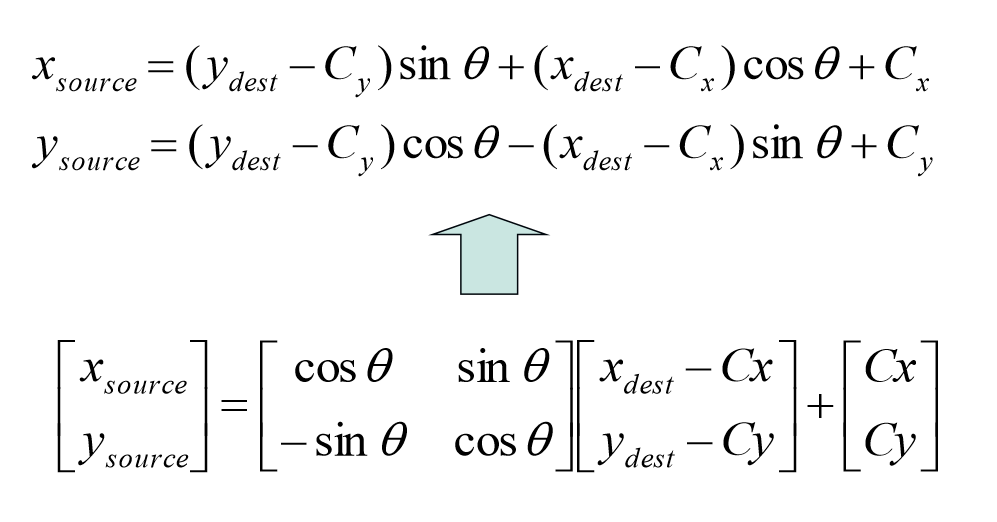 x_source = (y_dest − C_y) sin θ + (x_dest − C_x) cos θ + C_x
y_source = (y_dest − C_y) cos θ − (x_dest − C_x) sin θ + C_y
[x_source] = [cos θ sin θ] [x_dest − Cx] + [Cx]
[y_source] [− sin θ cos θ] [y_dest − Cy] [Cy]